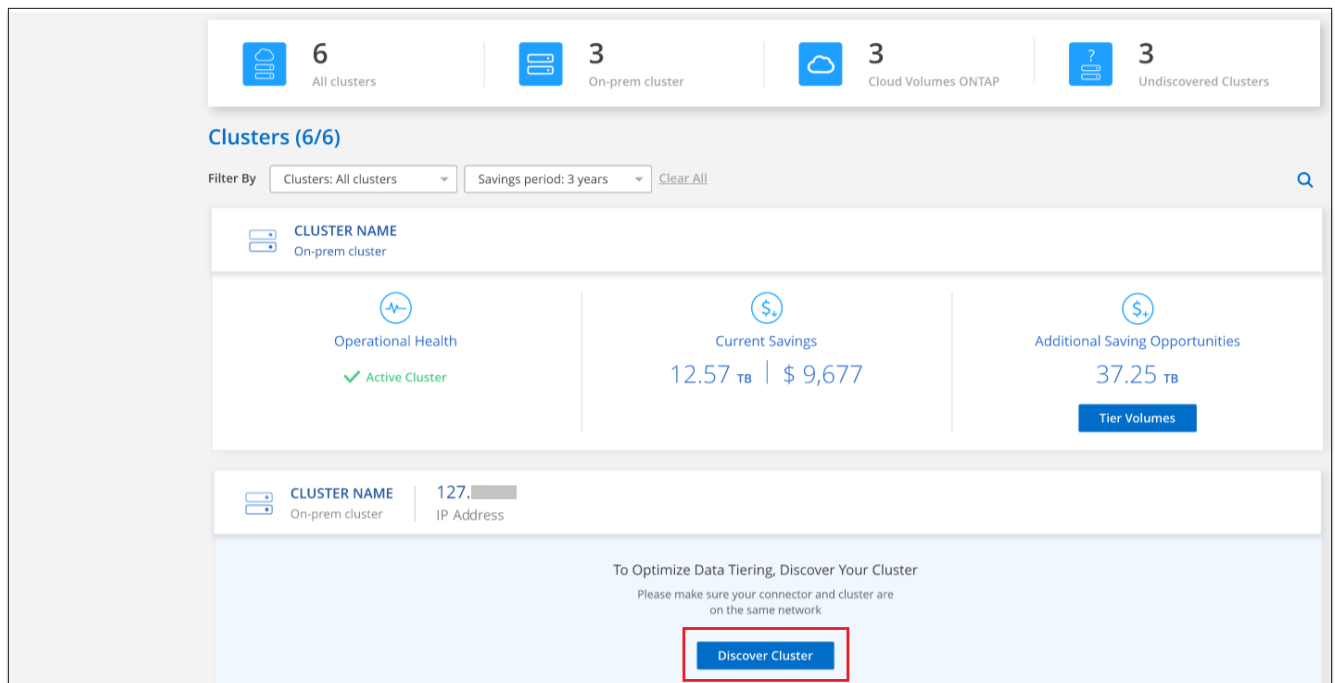 6
All clusters
3
On-prem cluster
3
Cloud Volumes ONTAP
?
3
Undiscovered Clusters
Clusters (6/6)
Filter By
Clusters: All clusters
Savings period: 3 years
Clear All
CLUSTER NAME
On-prem cluster
Operational Health
Active Cluster
$
Current Savings
12.57 TB | $ 9,677
$+
Additional Saving Opportunities
37.25 TB
Tier Volumes
CLUSTER NAME
On-prem cluster
127.
IP Address
To Optimize Data Tiering, Discover Your Cluster
Please make sure your connector and cluster are
on the same network
Discover Cluster